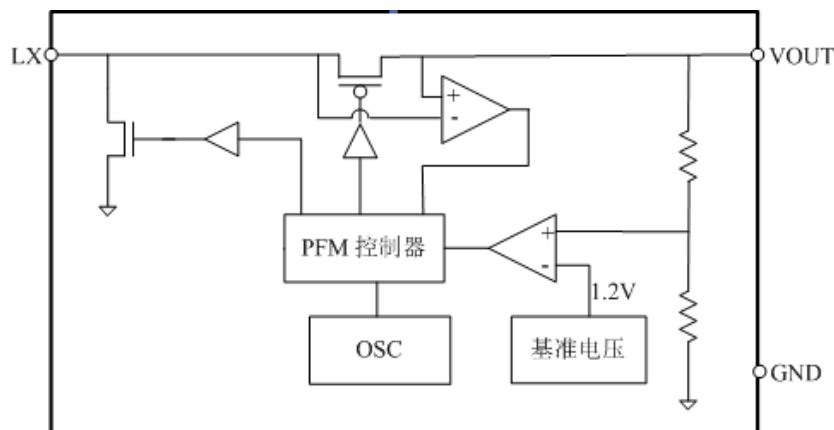 LX
VOUT
+
-
PFM 控制器
+
-
1.2V
OSC
基准电压
GND